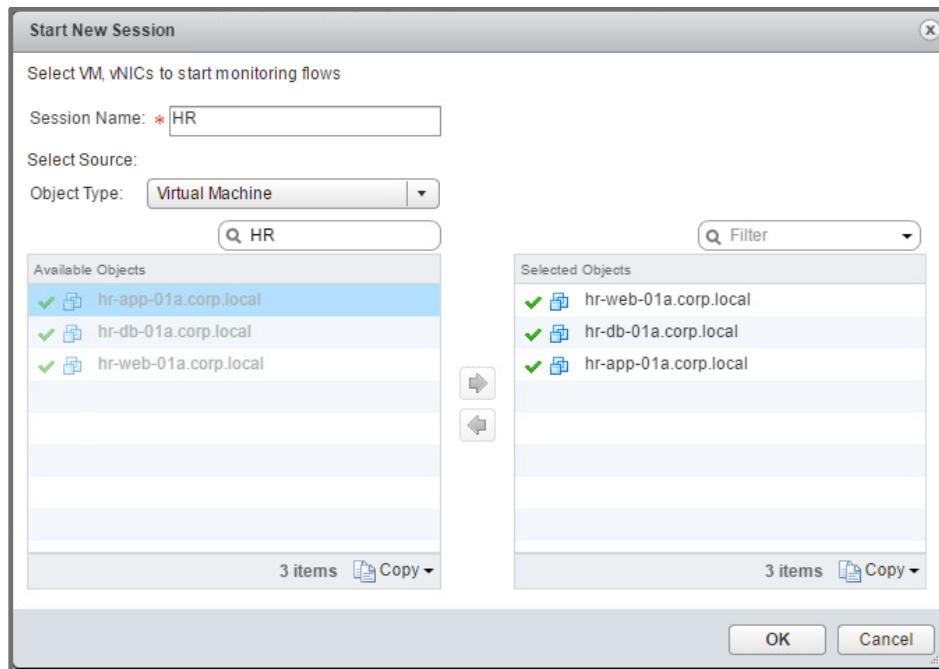 Start New Session
Select VM, vNICs to start monitoring flows
Session Name: * HR
Select Source:
Object Type: Virtual Machine
HR
Filter
Available Objects
hr-app-01a.corp.local
hr-db-01a.corp.local
hr-web-01a.corp.local
3 items Copy
Selected Objects
hr-web-01a.corp.local
hr-db-01a.corp.local
hr-app-01a.corp.local
3 items Copy
OK
Cancel